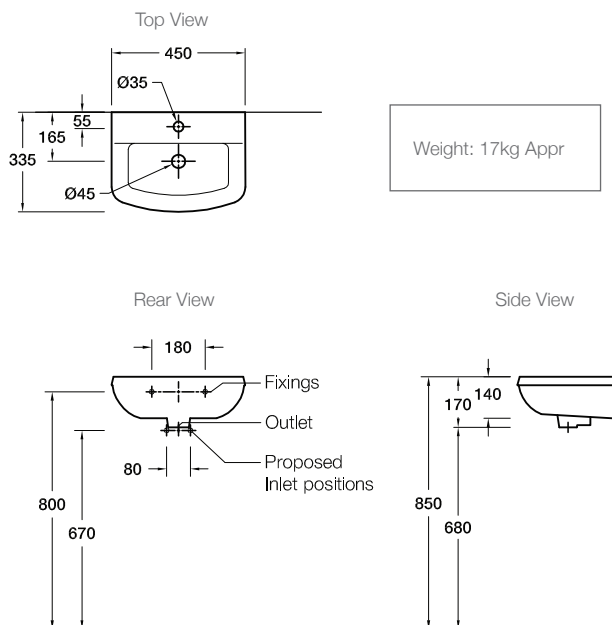 Top View
450
Ø35
55
165
335
Ø45
Weight: 17kg Appr
Rear View
180
Fixings
Outlet
80
Proposed
Inlet positions
800
670
Side View
140
170
850
680